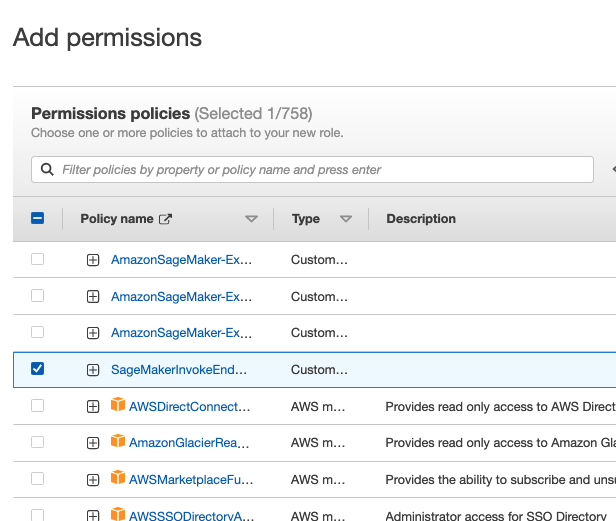 Add permissions
Permissions policies (Selected 1/758)
Choose one or more policies to attach to your new role.
Filter policies by property or policy name and press enter
Policy name Type Description
AmazonSageMaker-Ex... Custom...
AmazonSageMaker-Ex... Custom...
AmazonSageMaker-Ex... Custom...
SageMakerInvokeEnd... Custom...
AWSDirectConnect... AWS m... Provides read only access to AWS Direct
AmazonGlacierRea... AWS m... Provides read only access to Amazon Gla
AWSMarketplaceFu... AWS m... Provides the ability to subscribe and unsu
AWSSSODirectoryA... AWS m... Administrator access for SSO Directory